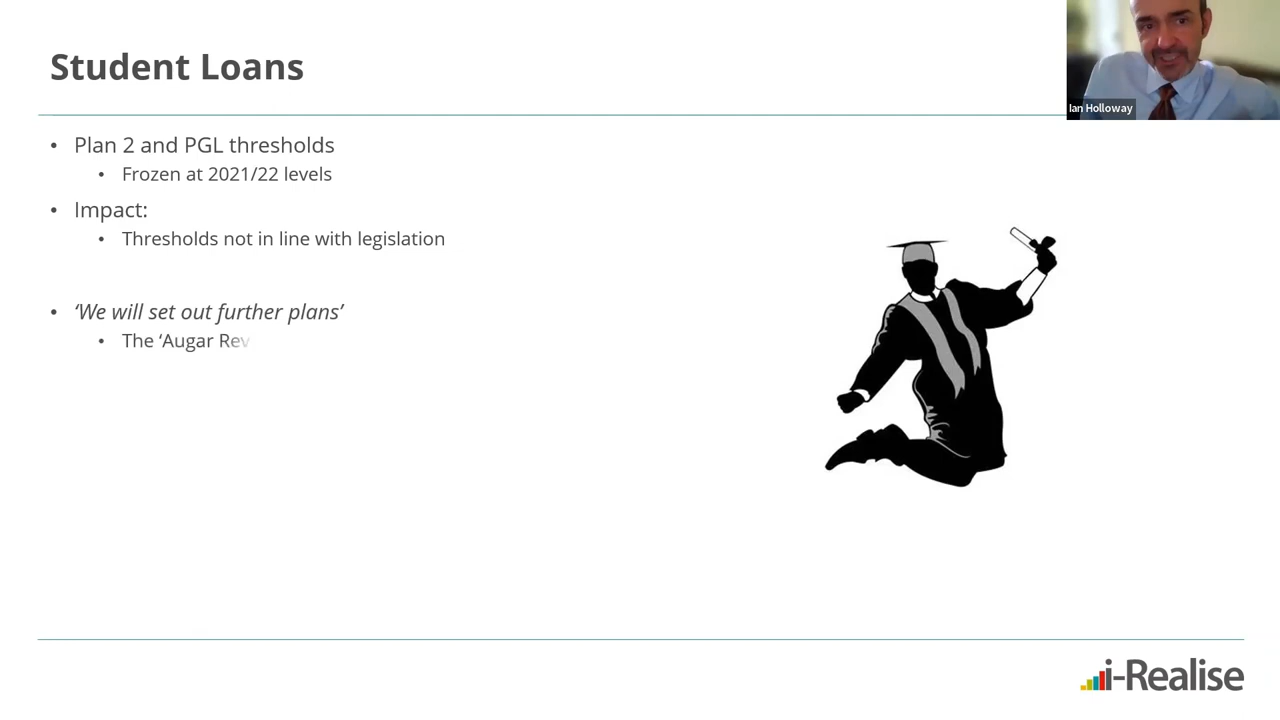 Student Loans
Ian Holloway
• Plan 2 and PGL thresholds
• Frozen at 2021/22 levels
• Impact:
• Thresholds not in line with legislation
• ‘We will set out further plans’
• The ‘Augar Rev
i-Realise